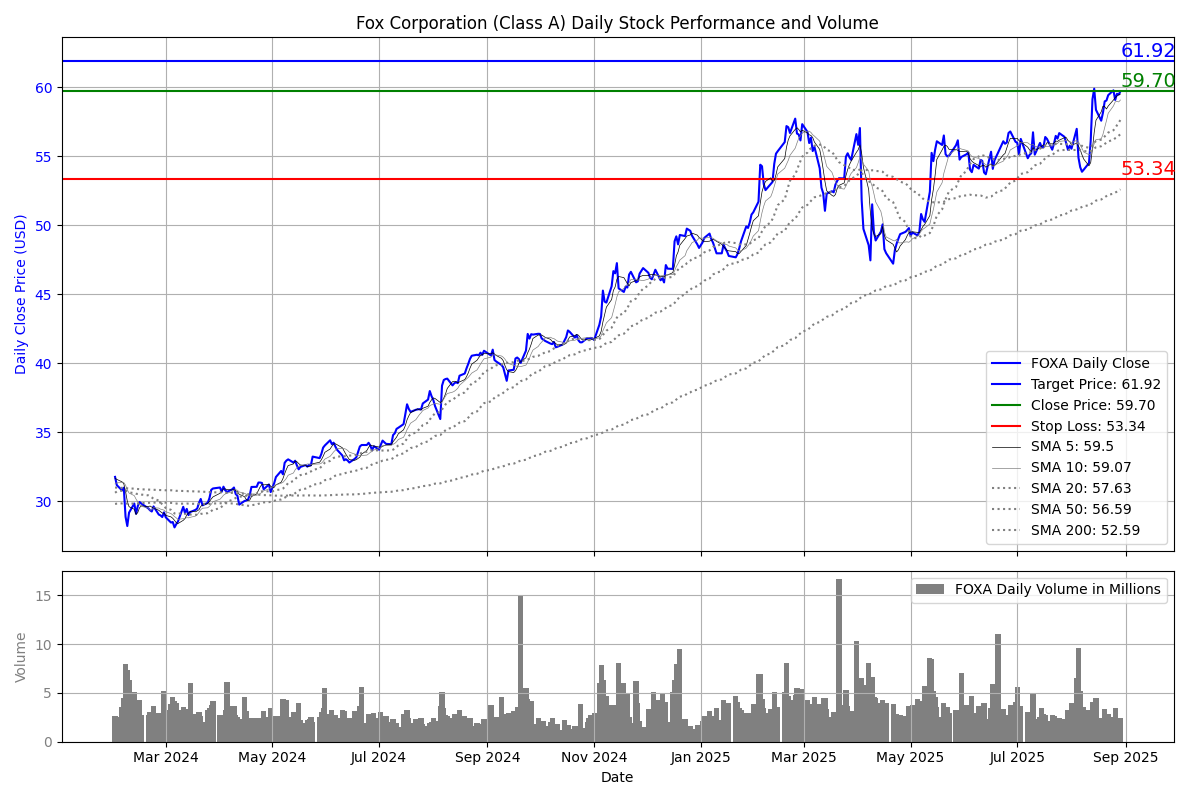 Fox Corporation (Class A) Daily Stock Performance and Volume
61.92
59.70
53.34
Daily Close Price (USD)
60
55
50
45
40
35
30
FOXA Daily Close
Target Price: 61.92
Close Price: 59.70
Stop Loss: 53.34
SMA 5: 59.5
SMA 10: 59.07
SMA 20: 57.63
SMA 50: 56.59
SMA 200: 52.59
Volume
15
10
5
0
FOXA Daily Volume in Millions
Mar 2024 May 2024 Jul 2024 Sep 2024 Nov 2024 Jan 2025 Mar 2025 May 2025 Jul 2025 Sep 2025
Date